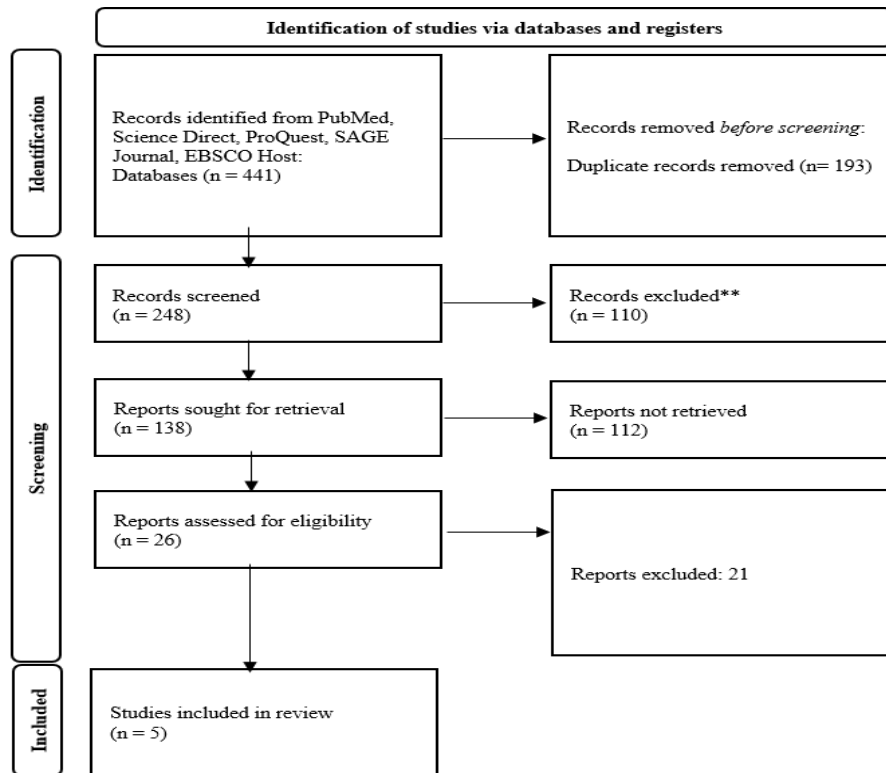 Identification of studies via databases and registers
Identification
Records identified from PubMed,
Science Direct, ProQuest, SAGE
Journal, EBSCO Host:
Databases (n = 441)
Records removed before screening:
Duplicate records removed (n= 193)
Screening
Records screened
(n = 248)
Records excluded**
(n = 110)
Reports sought for retrieval
(n = 138)
Reports not retrieved
(n = 112)
Reports assessed for eligibility
(n = 26)
Reports excluded: 21
Included
Studies included in review
(n = 5)